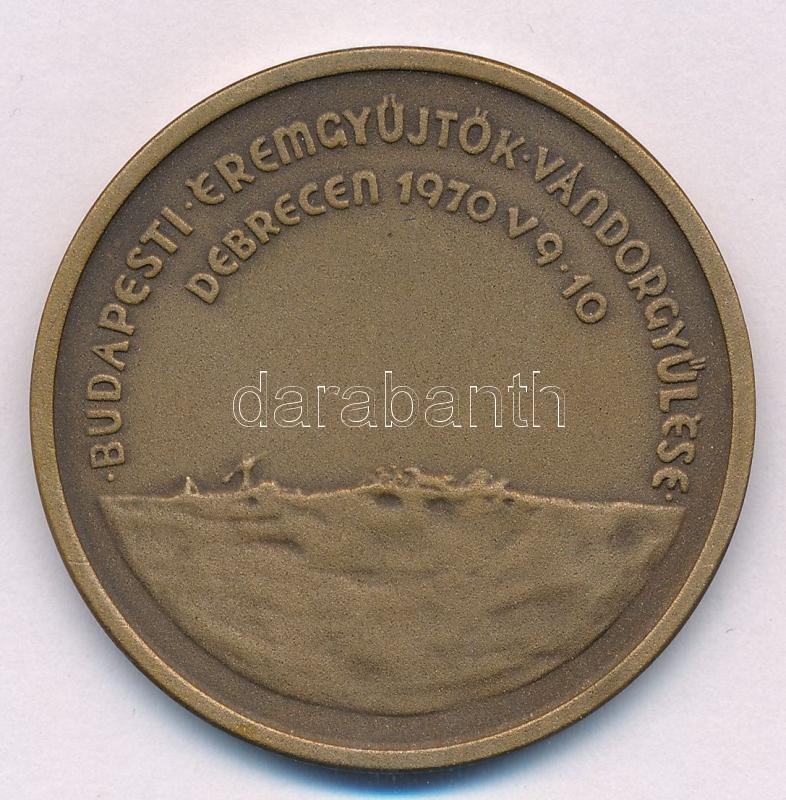 ·BUDAPESTI·ÉREMGYŰJTŐK·VÁNDORGYŰLÉSE·
DEBRECEN 1970 V 9·10
darabanth